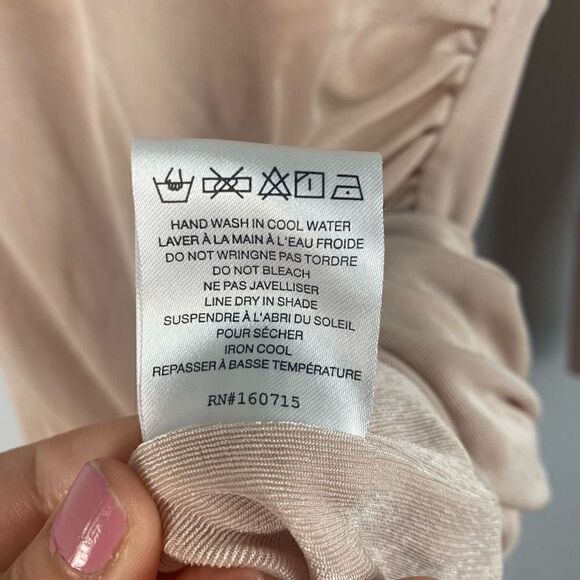 HAND WASH IN COOL WATER
LAVER À LA MAIN À L'EAU FROIDE
DO NOT WRINGNE PAS TORDRE
DO NOT BLEACH
NE PAS JAVELLISER
LINE DRY IN SHADE
SUSPENDRE À L'ABRI DU SOLEIL
POUR SÉCHER
IRON COOL
REPASSER À BASSE TEMPÉRATURE
RN#160715